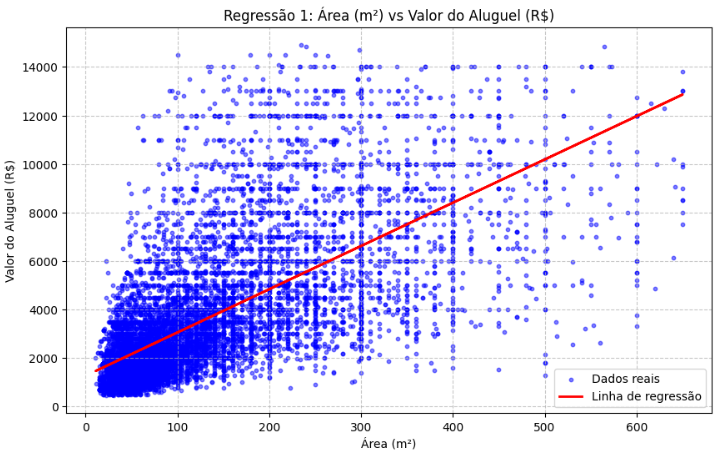 Regressão 1: Área (m²) vs Valor do Aluguel (R$)
Valor do Aluguel (R$)
14000
12000
10000
8000
6000
4000
2000
0
0 100 200 300 400 500 600
Área (m²)
Dados reais
Linha de regressão